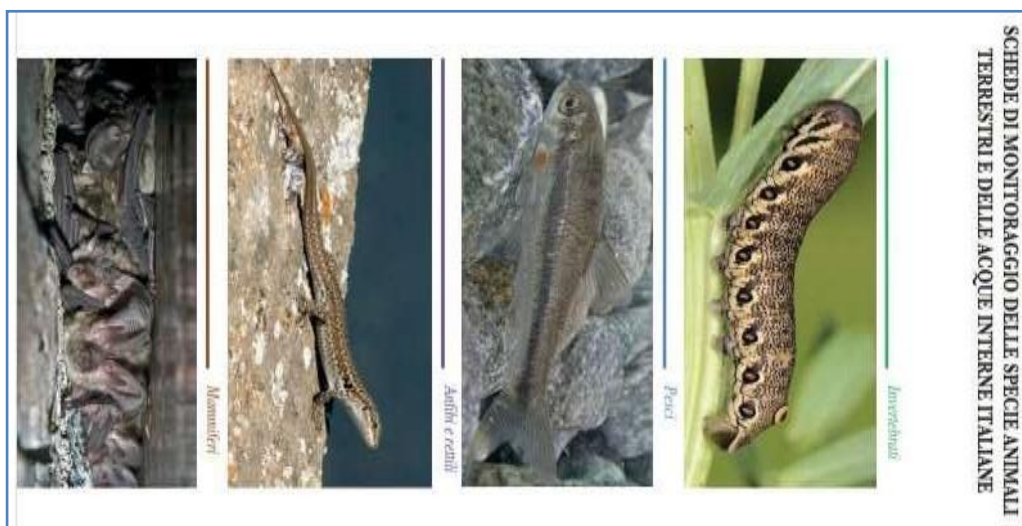 SCHEDE DI MONITORAGGIO DELLE SPECIE ANIMALI
TERRESTRI E DELLE ACQUE INTERNE ITALIANE
Invertebrati
Pesci
Anfibi e rettili
Mammiferi